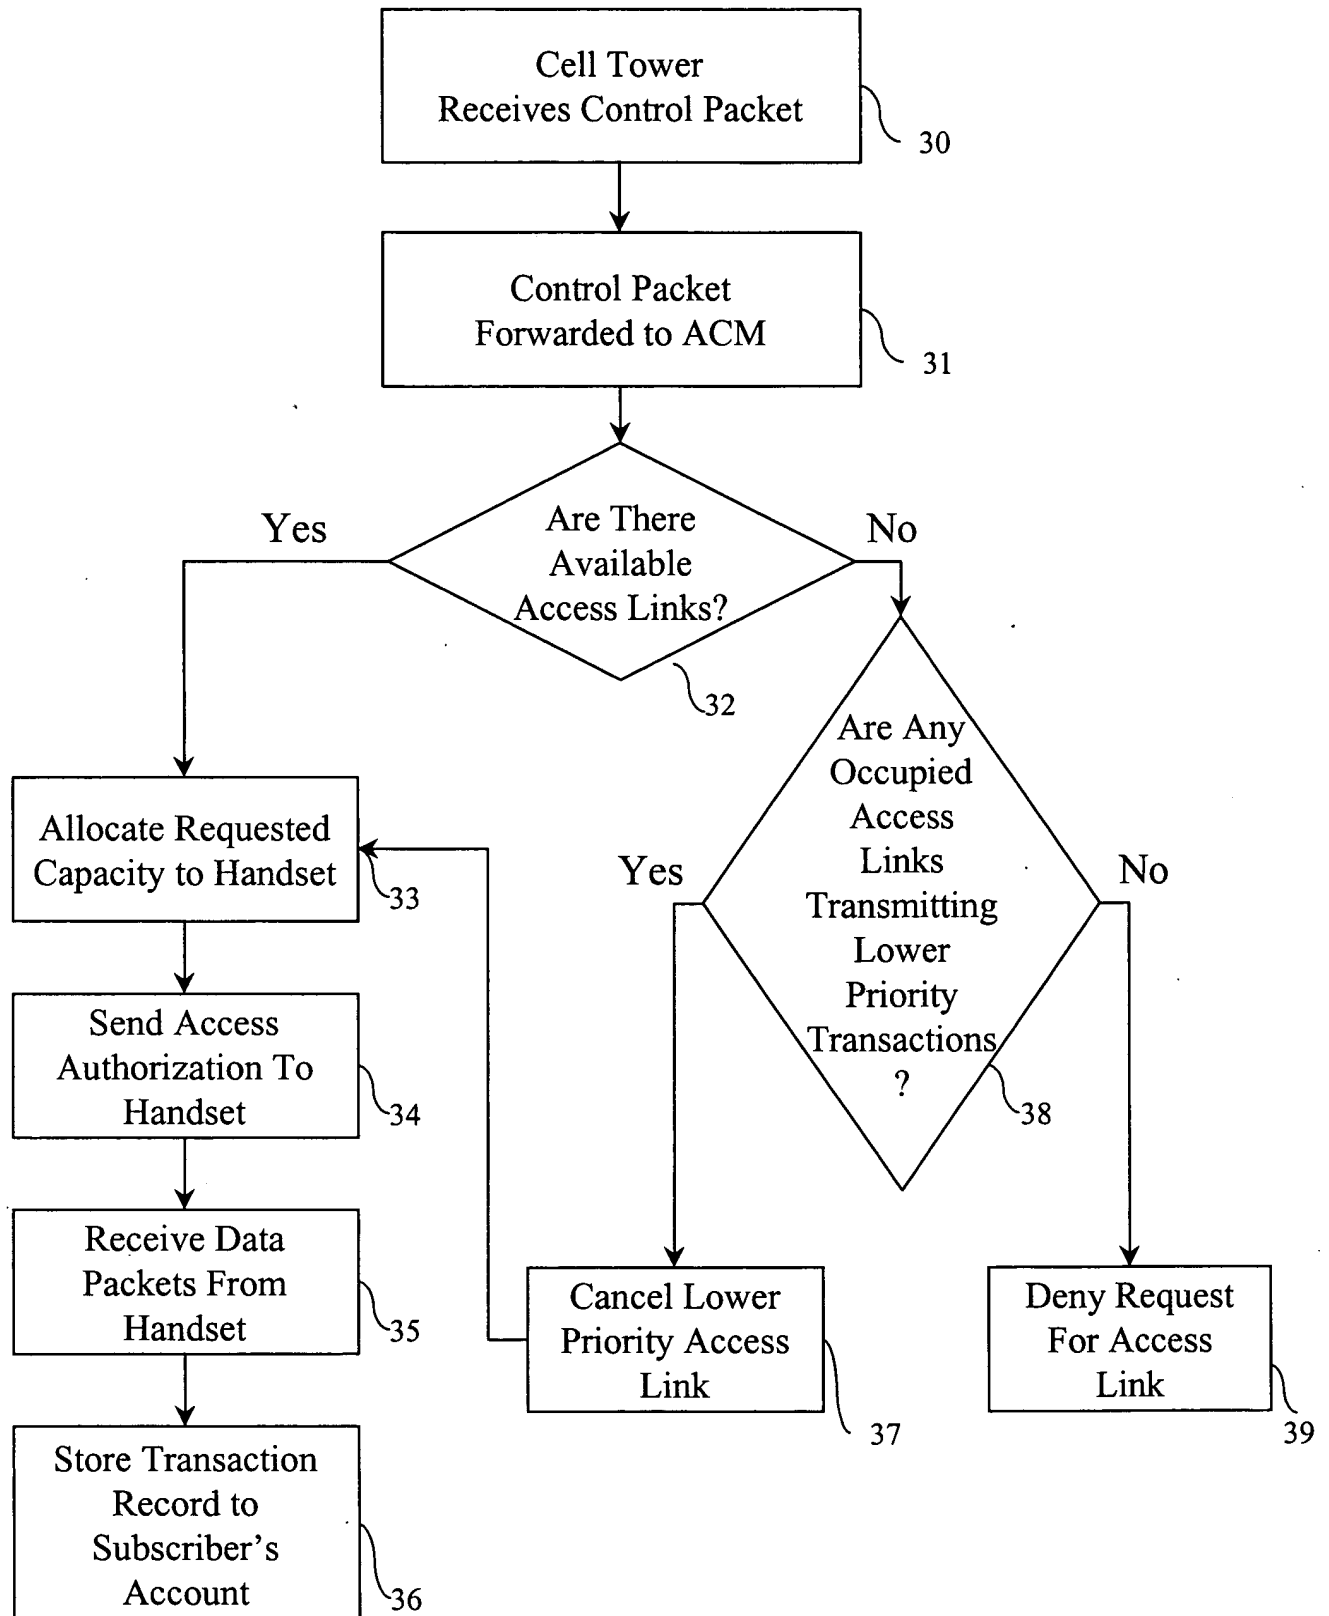 Cell Tower
Receives Control Packet
30
Control Packet
Forwarded to ACM
31
Are There
Available
Access Links?
Yes
No
32
Are Any
Occupied
Access
Links
Transmitting
Lower
Priority
Transactions
?
Yes
No
38
Allocate Requested
Capacity to Handset
33
Send Access
Authorization To
Handset
34
Receive Data
Packets From
Handset
35
Cancel Lower
Priority Access
Link
37
Deny Request
For Access
Link
39
Store Transaction
Record to
Subscriber's
Account
36